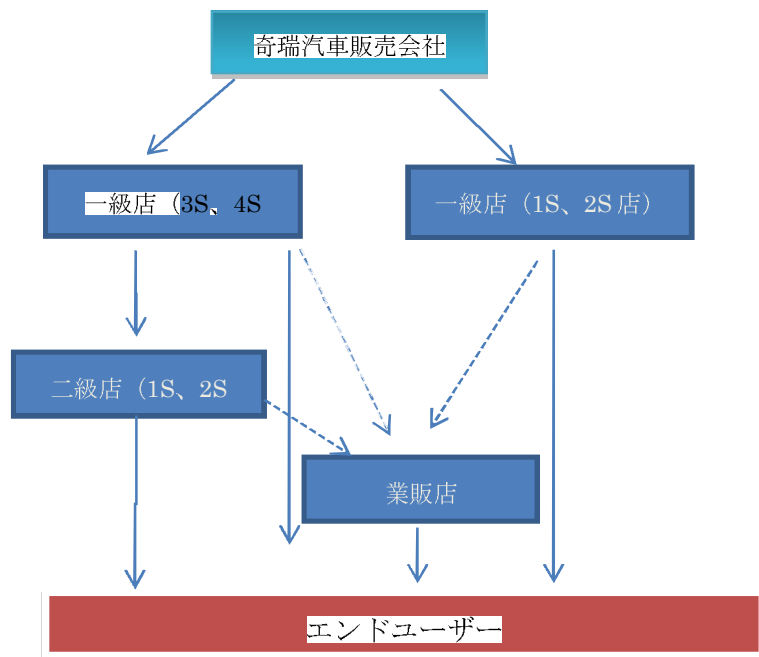 奇瑞汽車販売会社
一級店（3S、4S
一級店（1S、2S 店）
二級店（1S、2S
業販店
エンドユーザー